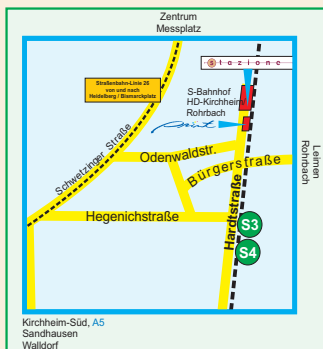 Zentrum
Messplatz
Stazione
Straßenbahn-Linie 26
von und nach
Heidelberg / Bismarckplatz
S-Bahnhof
HD-Kirchheim
Rohrbach
Schwetzinger Straße
Odenwaldstr.
Bürgerstraße
Leimen
Rohrbach
Hegenichstraße
Hardtstraße
S3
S4
Kirchheim-Süd, A5
Sandhausen
Walldorf